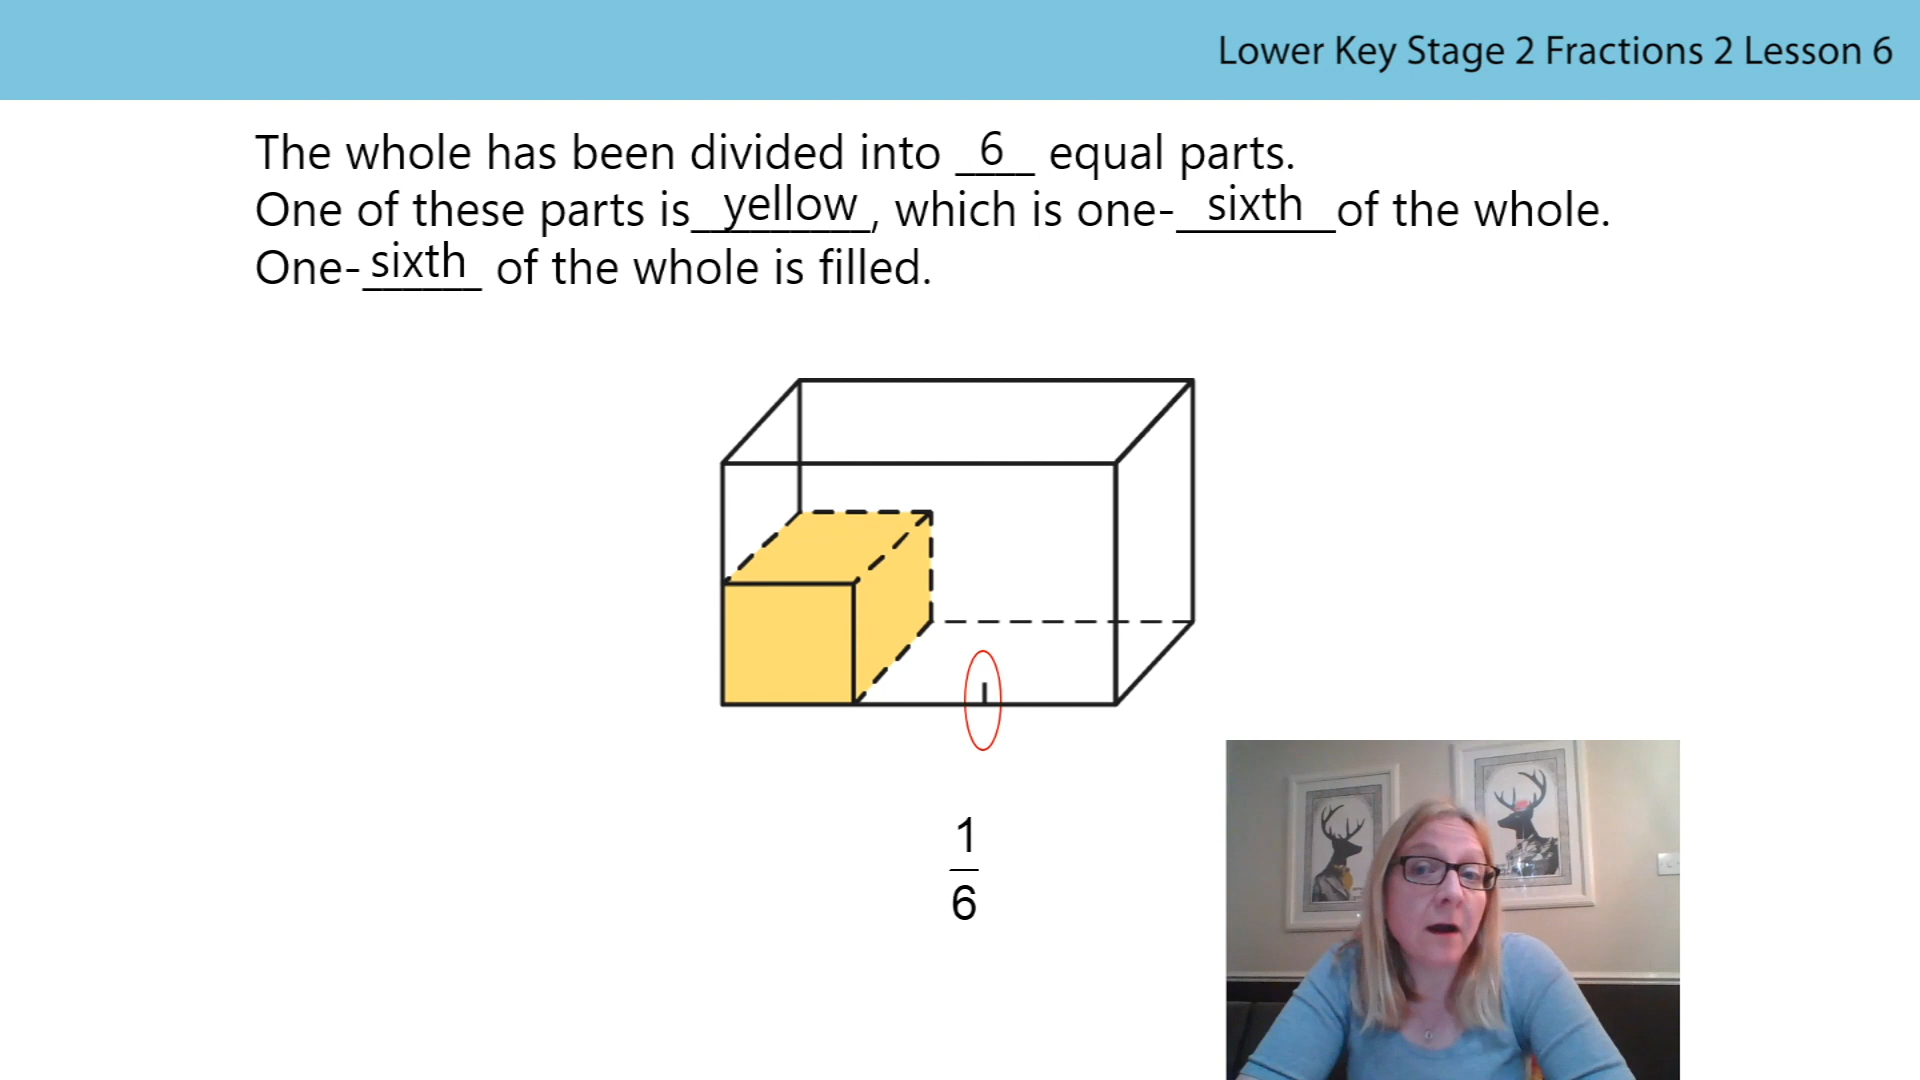 Lower Key Stage 2 Fractions 2 Lesson 6
The whole has been divided into 6 equal parts.
One of these parts is yellow, which is one-sixth of the whole.
One-sixth of the whole is filled.
1
6